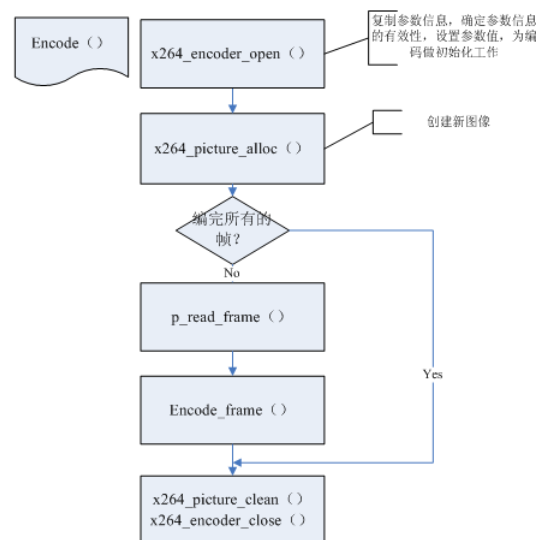 Encode（）
x264_encoder_open（）
复制参数信息，确定参数信息
的有效性，设置参数值，为编
码做初始化工作
x264_picture_alloc（）
创建新图像
编完所有的
帧？
No
p_read_frame（）
Yes
Encode_frame（）
x264_picture_clean（）
x264_encoder_close（）